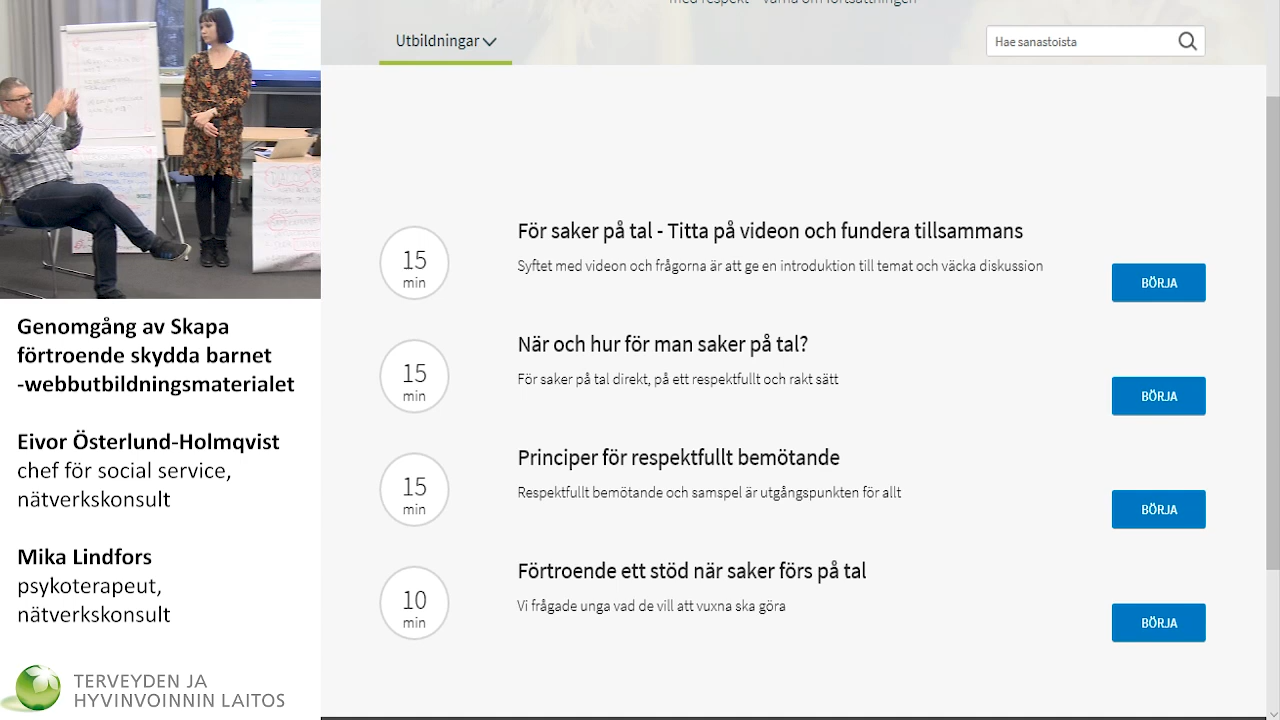 Genomgång av Skapa
förtroende skydda barnet
-webbutbildningsmaterialet
Eivor Österlund-Holmqvist
chef för social service,
nätverkskonsult
Mika Lindfors
psykoterapeut,
nätverkskonsult
TERVEYDEN JA
HYVINVOINNIN LAITOS
Utbildningar
Hae sanastoista
15
min
För saker på tal - Titta på videon och fundera tillsammans
Syftet med videon och frågorna är att ge en introduktion till temat och väcka diskussion
BÖRJA
15
min
När och hur för man saker på tal?
För saker på tal direkt, på ett respektfullt och rakt sätt
BÖRJA
15
min
Principer för respektfullt bemötande
Respektfullt bemötande och samspel är utgångspunkten för allt
BÖRJA
10
min
Förtroende ett stöd när saker förs på tal
Vi frågade unga vad de vill att vuxna ska göra
BÖRJA